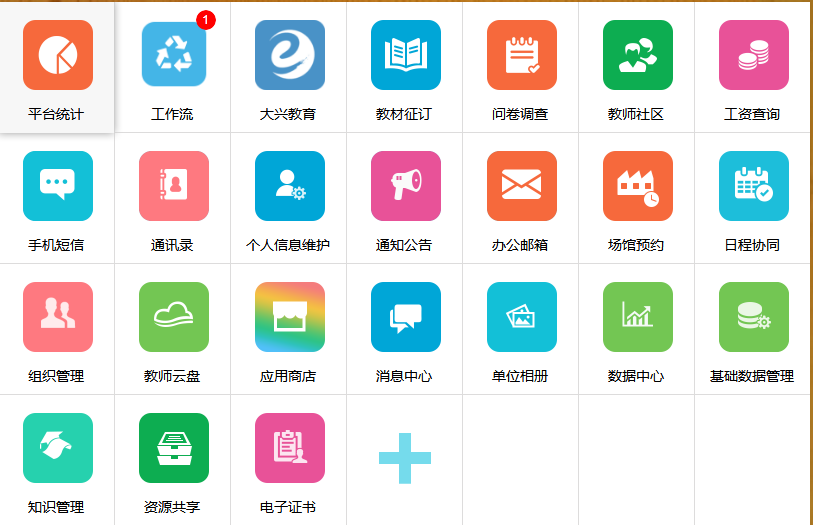 1
平台统计
工作流
大兴教育
教材征订
问卷调查
教师社区
工资查询
手机短信
通讯录
个人信息维护
通知公告
办公邮箱
场馆预约
日程协同
组织管理
教师云盘
应用商店
消息中心
单位相册
数据中心
基础数据管理
知识管理
资源共享
电子证书